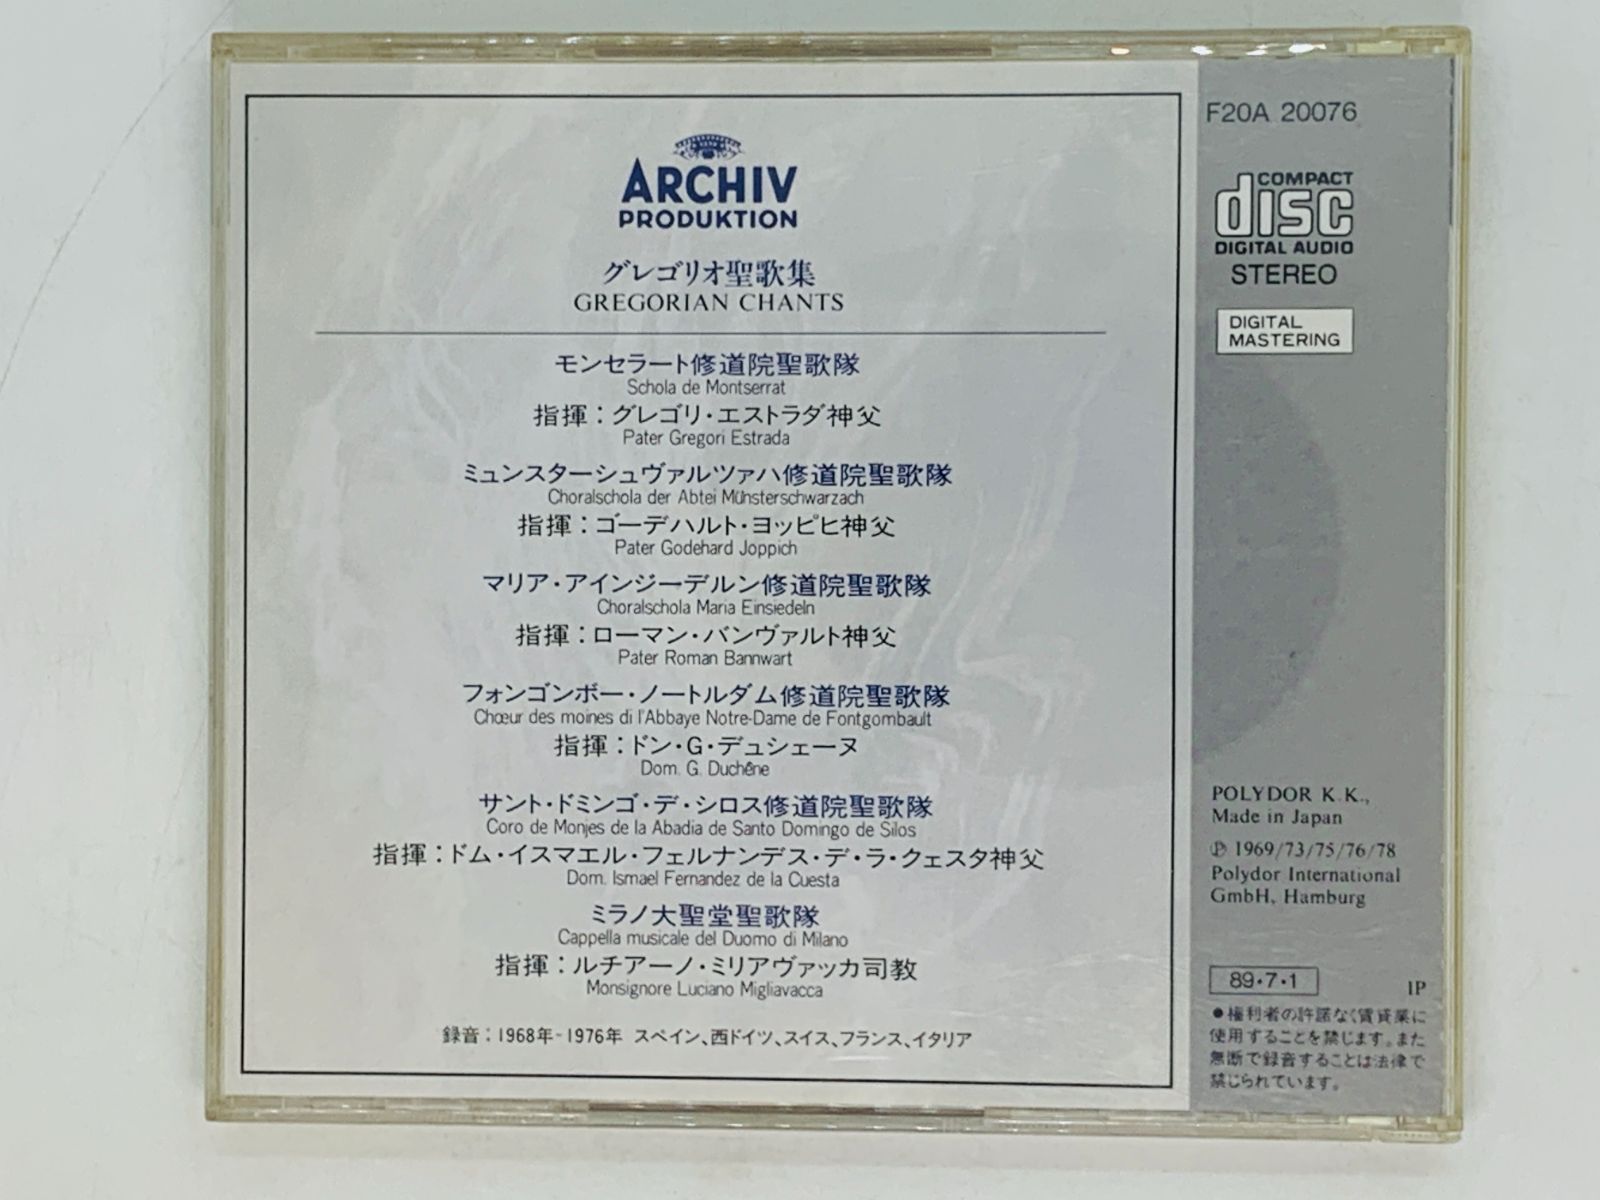 ARCHIV
PRODUKTION
グレゴリオ聖歌集
GREGORIAN CHANTS
モンセラート修道院聖歌隊
Schola de Montserrat
指揮：グレゴリ・エストラダ神父
Pater Gregori Estrada
ミュンスターシュヴァルツァハ修道院聖歌隊
Choralschola der Abtei Münsterschwarzach
指揮：ゴーデハルト・ヨッピヒ神父
Pater Godehard Joppich
マリア・アインジーデルン修道院聖歌隊
Choralschola Maria Einsiedeln
指揮：ローマン・バンヴァルト神父
Pater Roman Bannwart
フォンゴンボー・ノートルダム修道院聖歌隊
Chœur des moines di l'Abbaye Notre-Dame de Fontgombault
指揮：ドン・G・デュシェーヌ
Dom. G. Duchêne
サント・ドミンゴ・デ・シロス修道院聖歌隊
Coro de Monjes de la Abadia de Santo Domingo de Silos
指揮：ドム・イスマエル・フェルナンデス・デ・ラ・クェスタ神父
Dom. Ismael Fernandez de la Cuesta
ミラノ大聖堂聖歌隊
Cappella musicale del Duomo di Milano
指揮：ルチアーノ・ミリアヴァッカ司教
Monsignore Luciano Migliavacca
録音：1968年-1976年 スペイン、西ドイツ、スイス、フランス、イタリア
F20A 20076
COMPACT
disc
DIGITAL AUDIO
STEREO
DIGITAL
MASTERING
POLYDOR K.K.,
Made in Japan
℗ 1969/73/75/76/78
Polydor International
GmbH, Hamburg
89・7・1
1P
●権利者の許諾なく賃貸業に
使用することを禁じます。また
無断で録音することは法律で
禁じられています。